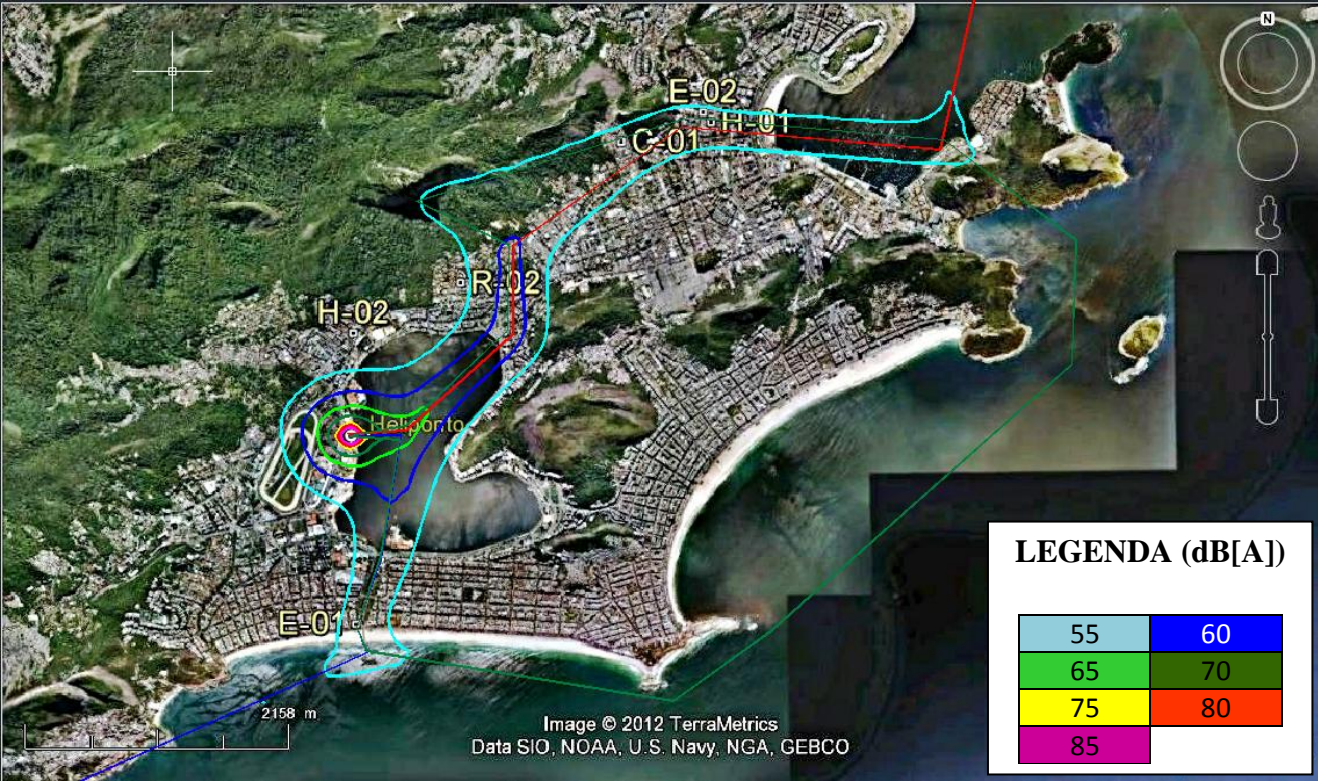 N
E-02
H-01
C-01
R-02
H-02
Heliponto
E-01
2158 m
Image © 2012 TerraMetrics
Data SIO, NOAA, U.S. Navy, NGA, GEBCO
LEGENDA (dB[A])
55 60
65 70
75 80
85